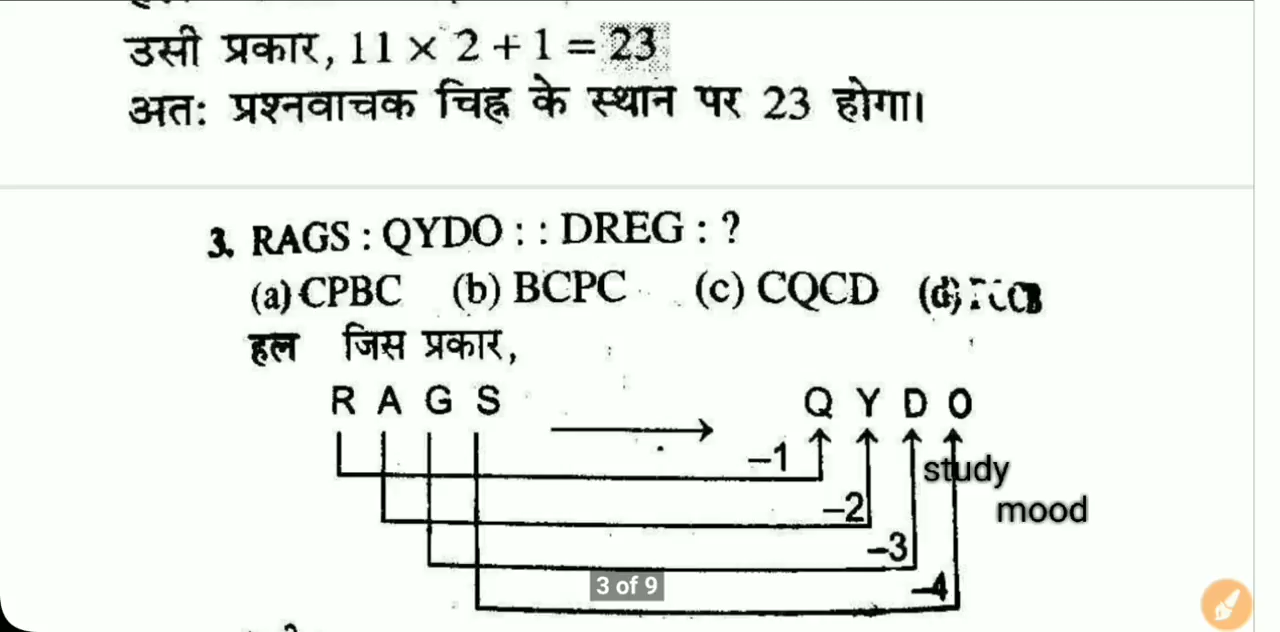 उसी प्रकार, 11 × 2 + 1 = 23
अतः प्रश्नवाचक चिह्न के स्थान पर 23 होगा।
3. RAGS : QYDO : : DREG : ?
(a) CPBC (b) BCPC (c) CQCD (d)
हल जिस प्रकार,
R A G S Q Y D O
–1
study
mood
–2
–3
3 of 9
–4